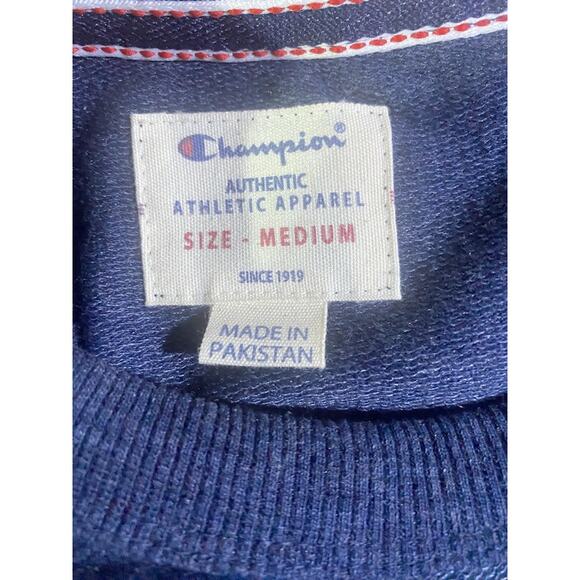 Champion®
AUTHENTIC
ATHLETIC APPAREL
SIZE - MEDIUM
SINCE 1919
MADE IN
PAKISTAN